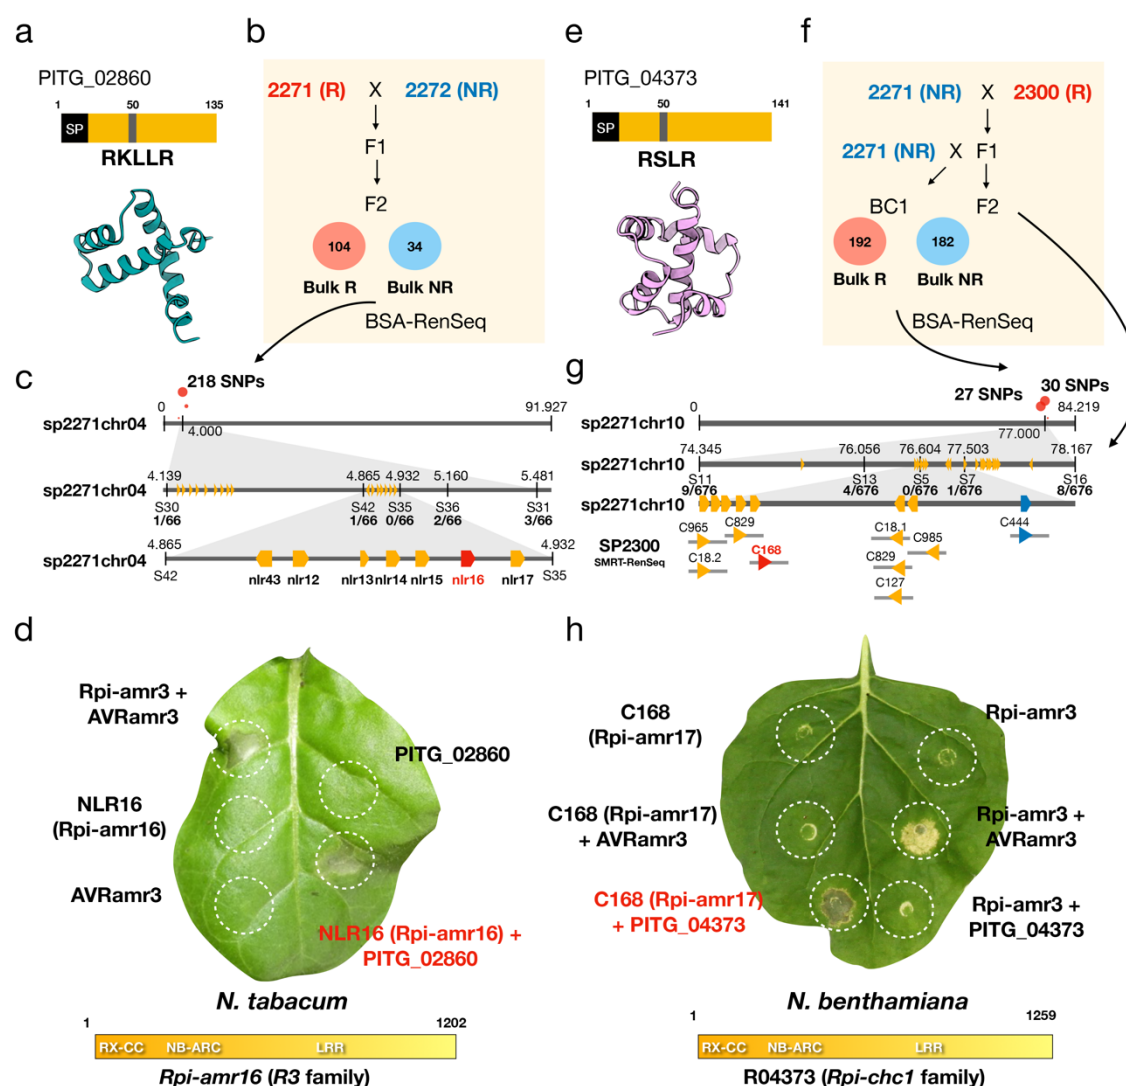 a
PITG_02860
1
50
135
SP
RKLLR
b
2271 (R) X 2272 (NR)
F1
F2
104
34
Bulk R
Bulk NR
BSA-RenSeq
e
PITG_04373
1
50
141
SP
RSLR
f
2271 (NR) X 2300 (R)
2271 (NR) X F1
BC1
F2
192
182
Bulk R
Bulk NR
BSA-RenSeq
c
218 SNPs
0
91.927
sp2271chr04
4.000
4.139
4.865
4.932
5.160
5.481
sp2271chr04
S30
S42
S35
S36
S31
1/66
1/66
0/66
2/66
3/66
4.865
4.932
sp2271chr04
S42
S35
nlr43
nlr12
nlr13
nlr14
nlr15
nlr16
nlr17
g
27 SNPs
30 SNPs
0
84.219
sp2271chr10
77.000
74.345
76.056
76.604
77.503
78.167
sp2271chr10
S11
S13
S5
S7
S16
9/676
4/676
0/676
1/676
8/676
sp2271chr10
C965
C829
C18.1
C444
SP2300
SMRT-RenSeq
C18.2
C168
C829
C985
C127
d
Rpi-amr3 +
AVRamr3
PITG_02860
NLR16
(Rpi-amr16)
AVRamr3
NLR16 (Rpi-amr16) +
PITG_02860
N. tabacum
1
1202
RX-CC
NB-ARC
LRR
Rpi-amr16 (R3 family)
h
C168
(Rpi-amr17)
Rpi-amr3
C168 (Rpi-amr17)
+ AVRamr3
Rpi-amr3 +
AVRamr3
C168 (Rpi-amr17)
+ PITG_04373
Rpi-amr3 +
PITG_04373
N. benthamiana
1
1259
RX-CC
NB-ARC
LRR
R04373 (Rpi-chc1 family)